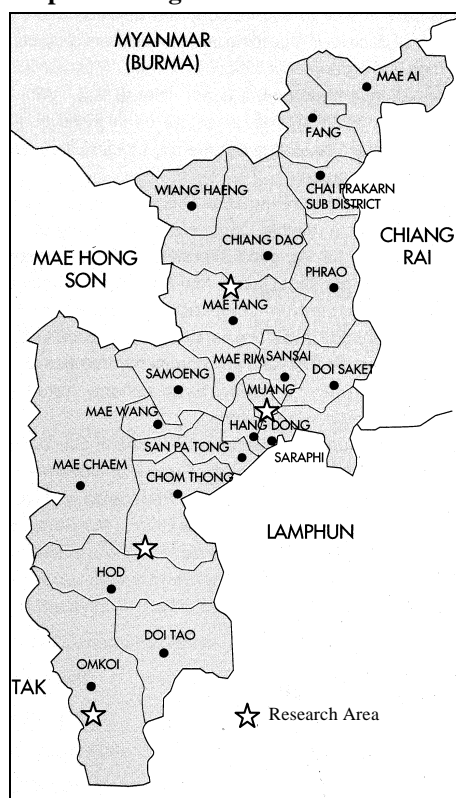 MYANMAR
(BURMA)
MAE AI
FANG
CHAI PRAKARN
SUB DISTRICT
WIANG HAENG
CHIANG DAO
CHIANG
RAI
MAE HONG
SON
PHRAO
MAE TANG
MAE RIM
SANSAI
DOI SAKET
SAMOENG
MUANG
MAE WANG
HANG DONG
SAN PA TONG
SARAPHI
MAE CHAEM
CHOM THONG
LAMPHUN
HOD
DOI TAO
OMKOI
TAK
Research Area